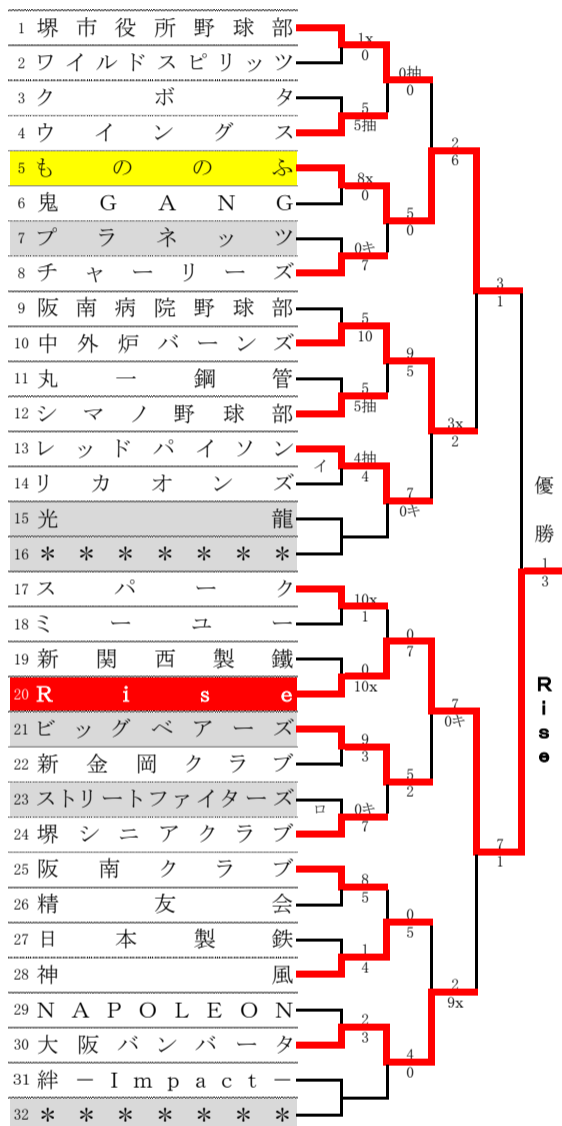 1 堺市役所野球部
2 ワイルドスピリッツ
3 クボタ
4 ウイングス
5 もののふ
6 鬼GANG
7 プラネッツ
8 チャーリーズ
9 阪南病院野球部
10 中外炉バーンズ
11 丸一鋼管
12 シマノ野球部
13 レッドパイソン
14 リカオンズ
15 光龍
16 *******
17 スパーク
18 ミーユー
19 新関西製鐵
20 Rise
21 ビッグベアーズ
22 新金岡クラブ
23 ストリートファイターズ
24 堺シニアクラブ
25 阪南クラブ
26 精友会
27 日本製鉄
28 神風
29 NAPOLEON
30 大阪バンバータ
31 絆-Impact-
32 *******
1x
0
5
5抽
8x
0
0キ
7
5
10
5
5抽
イ
4抽
4
10x
1
0
10x
9
3
ロ
0キ
7
8
5
1
4
2
3
0抽
0
5
0
9
5
7
0キ
0
7
5
2
0
5
4
0
2
6
3x
2
7
0キ
2
9x
3
1
7
1
優勝
1
3
Rise